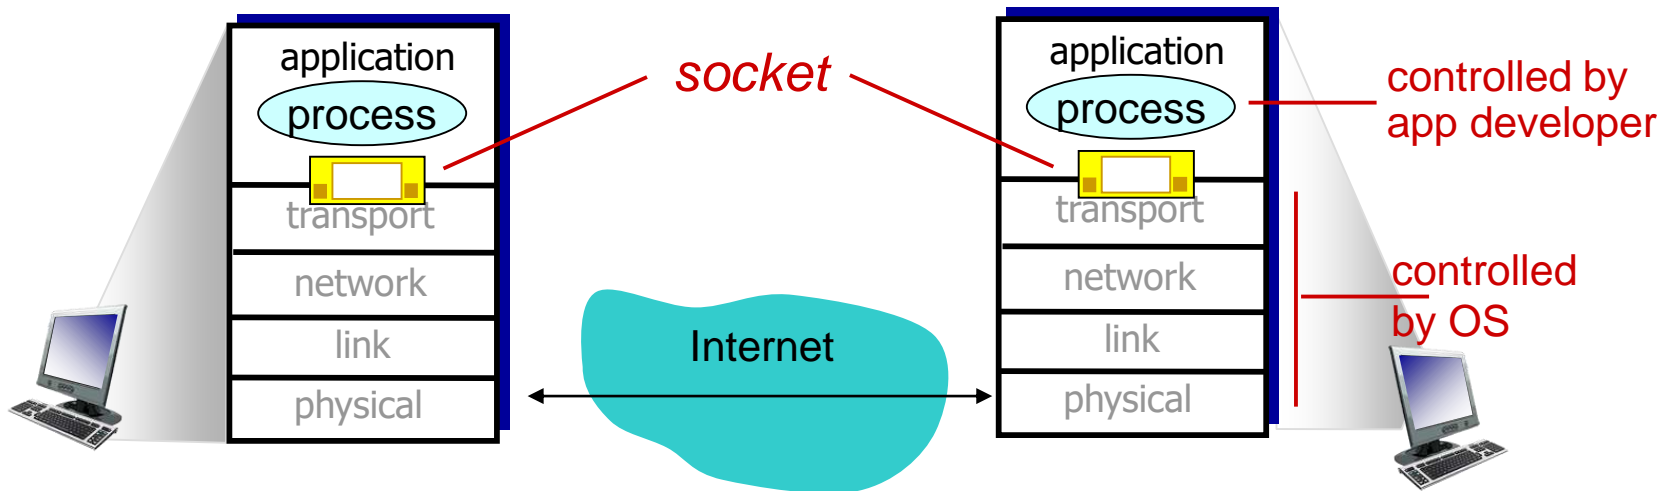 application
process
transport
network
link
physical
socket
Internet
application
process
transport
network
link
physical
controlled by
app developer
controlled
by OS